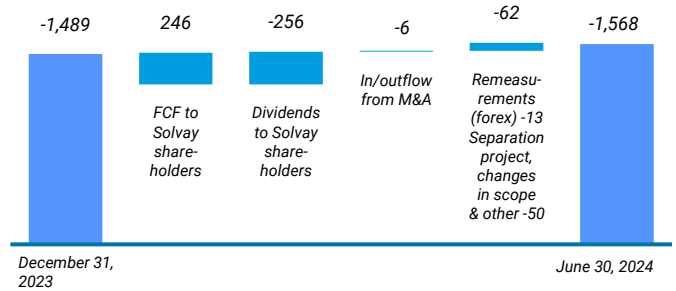 -1,489
246
-256
-6
-62
-1,568
FCF to
Solvay
share-
holders
Dividends
to Solvay
share-
holders
In/outflow
from M&A
Remeasu-
rements
(forex) -13
Separation
project,
changes
in scope
& other -50
December 31,
2023
June 30, 2024